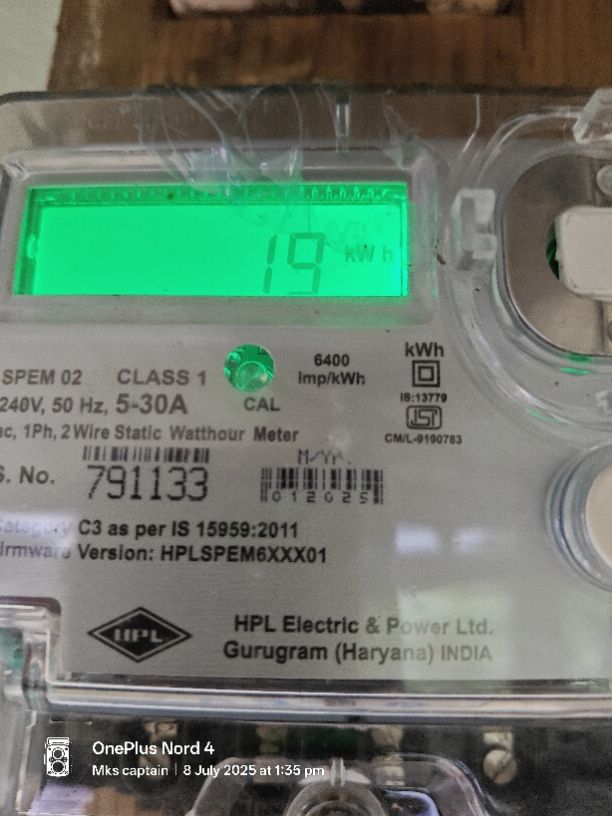 19 kWh
SPEM 02 CLASS 1
6400
imp/kWh
kWh
240V, 50 Hz, 5-30A
CAL
IS:13779
ISI
CM/L-9190783
ac, 1Ph, 2 Wire Static Watthour Meter
S. No. 791133
M/Yr.
012025
Category C3 as per IS 15959:2011
Firmware Version: HPLSPEM6XXX01
HPL
HPL Electric & Power Ltd.
Gurugram (Haryana) INDIA
OnePlus Nord 4
Mks captain | 8 July 2025 at 1:35 pm